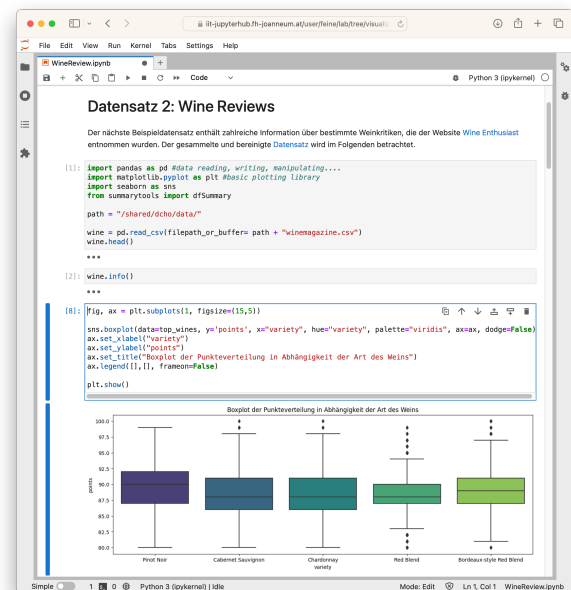 iit-jupyterhub.fh-joanneum.at/user/feine/lab/tree/visuali
File Edit View Run Kernel Tabs Settings Help
WineReview.ipynb
Code
Python 3 (ipykernel)
Datensatz 2: Wine Reviews
Der nächste Beispieldatensatz enthält zahlreiche Information über bestimmte Weinkritiken, die der Website Wine Enthusiast
entnommen wurden. Der gesammelte und bereinigte Datensatz wird im Folgenden betrachtet.
[1]: import pandas as pd #data reading, writing, manipulating....
import matplotlib.pyplot as plt #basic plotting library
import seaborn as sns
from summarytools import dfSummary
path = "/shared/dcho/data/"
wine = pd.read_csv(filepath_or_buffer= path + "winemagazine.csv")
wine.head()
[2]: wine.info()
[8]: fig, ax = plt.subplots(1, figsize=(15,5))
sns.boxplot(data=top_wines, y='points', x="variety", hue="variety", palette="viridis", ax=ax, dodge=False)
ax.set_xlabel("variety")
ax.set_ylabel("points")
ax.set_title("Boxplot der Punkteverteilung in Abhängigkeit der Art des Weins")
ax.legend([],[], frameon=False)
plt.show()
Boxplot der Punkteverteilung in Abhängigkeit der Art des Weins
100.0
97.5
95.0
92.5
90.0
87.5
85.0
82.5
80.0
points
Pinot Noir Cabernet Sauvignon Chardonnay Red Blend Bordeaux-style Red Blend
variety
Simple 1 0 Python 3 (ipykernel) | Idle Mode: Edit Ln 1, Col 1 WineReview.ipynb